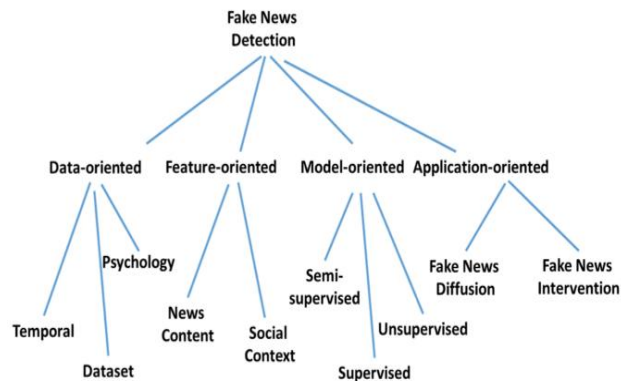 Fake News
Detection
Data-oriented
Feature-oriented
Model-oriented
Application-oriented
Psychology
Temporal
Dataset
News
Content
Social
Context
Semi-
supervised
Supervised
Unsupervised
Fake News
Diffusion
Fake News
Intervention